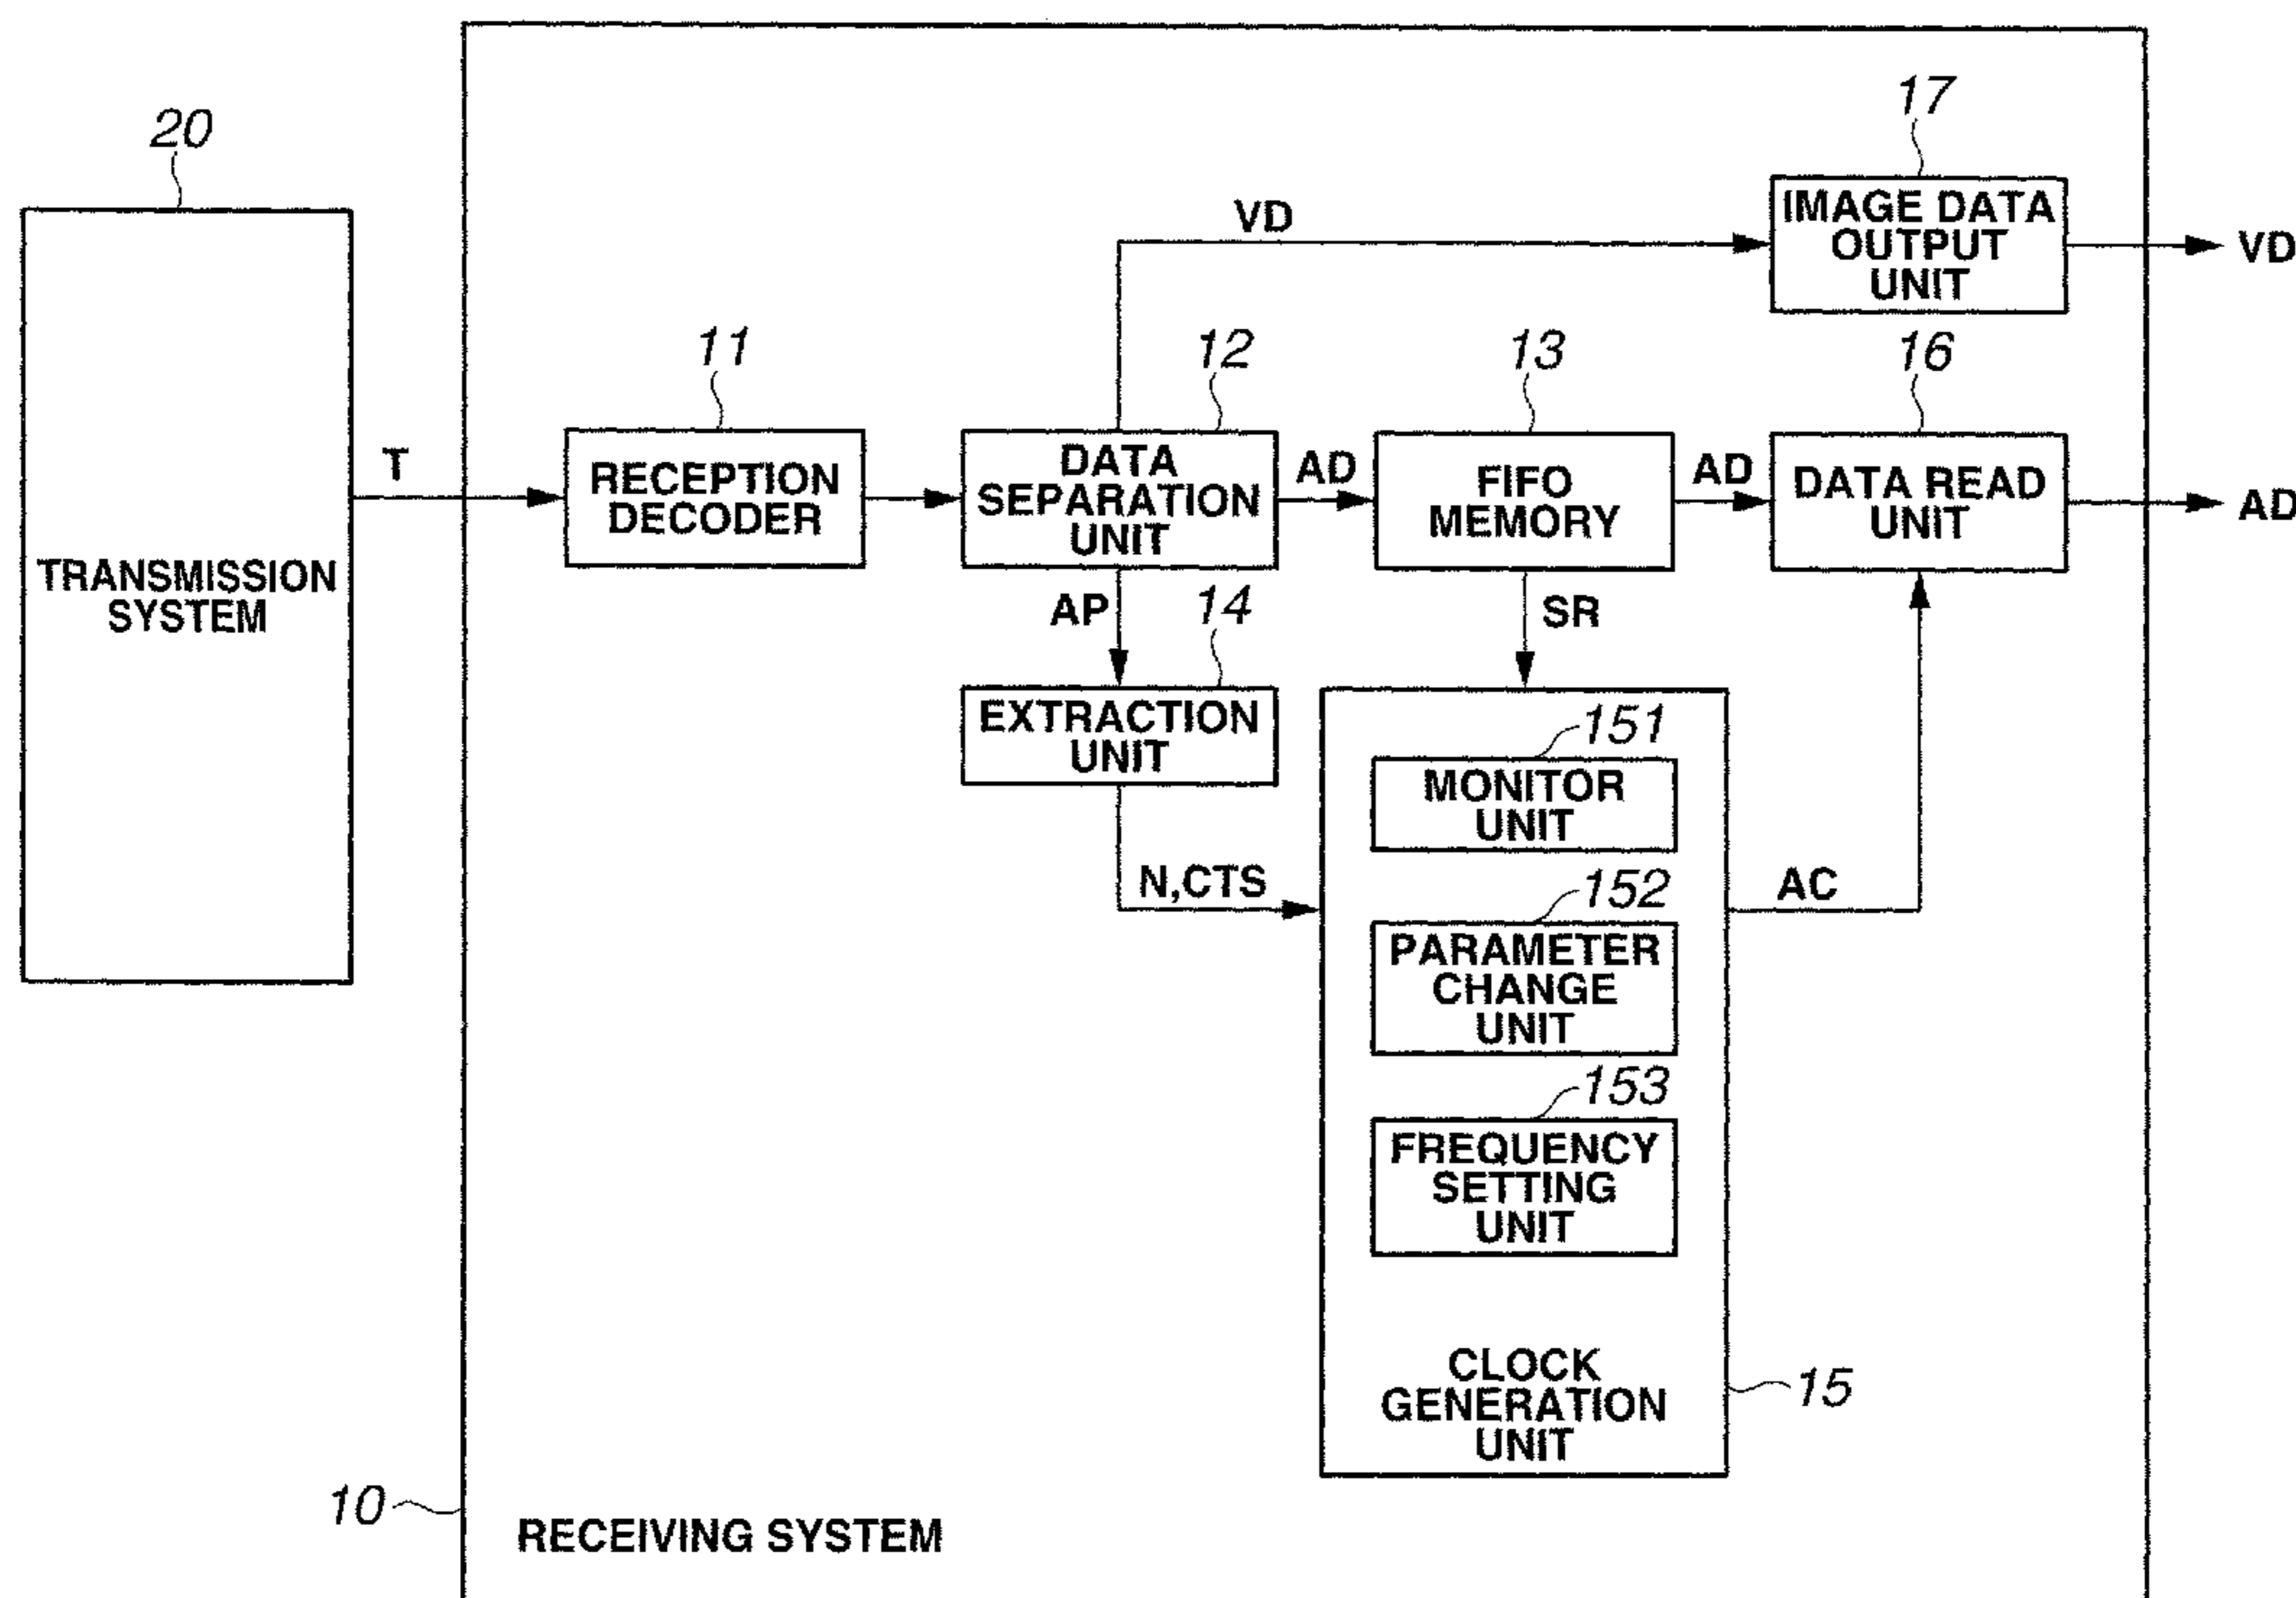 20
17
IMAGE DATA
OUTPUT
UNIT
VD
VD
11
12
13
16
T
RECEPTION
DECODER
DATA
SEPARATION
UNIT
AD
FIFO
MEMORY
AD
DATA READ
UNIT
AD
TRANSMISSION
SYSTEM
AP
14
SR
EXTRACTION
UNIT
151
MONITOR
UNIT
N,CTS
152
PARAMETER
CHANGE
UNIT
AC
153
FREQUENCY
SETTING
UNIT
CLOCK
GENERATION
UNIT
15
10
RECEIVING SYSTEM